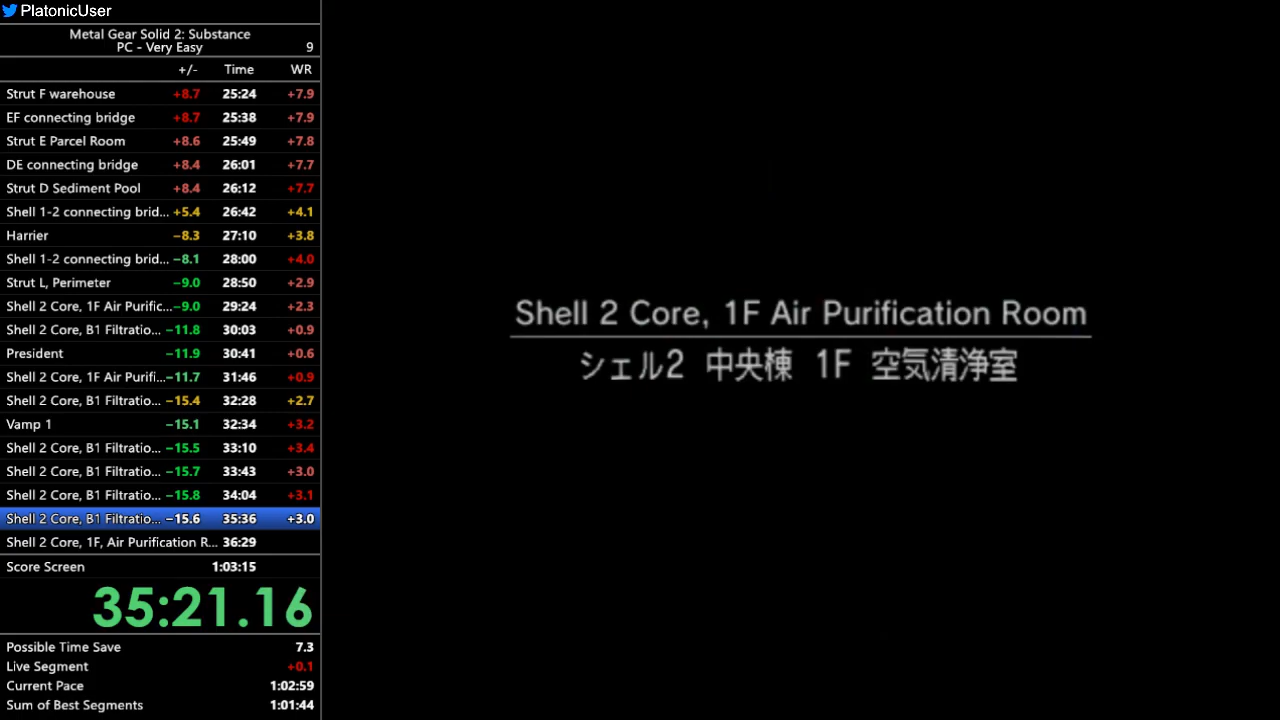 PlatonicUser
Metal Gear Solid 2: Substance
PC - Very Easy 9
+/- Time WR
Strut F warehouse +8.7 25:24 +7.9
EF connecting bridge +8.7 25:38 +7.9
Strut E Parcel Room +8.6 25:49 +7.8
DE connecting bridge +8.4 26:01 +7.7
Strut D Sediment Pool +8.4 26:12 +7.7
Shell 1-2 connecting brid... +5.4 26:42 +4.1
Harrier −8.3 27:10 +3.8
Shell 1-2 connecting brid... −8.1 28:00 +4.0
Strut L, Perimeter −9.0 28:50 +2.9
Shell 2 Core, 1F Air Purific... −9.0 29:24 +2.3
Shell 2 Core, B1 Filtratio... −11.8 30:03 +0.9
President −11.9 30:41 +0.6
Shell 2 Core, 1F Air Purifi... −11.7 31:46 +0.9
Shell 2 Core, B1 Filtratio... −15.4 32:28 +2.7
Vamp 1 −15.1 32:34 +3.2
Shell 2 Core, B1 Filtratio... −15.5 33:10 +3.4
Shell 2 Core, B1 Filtratio... −15.7 33:43 +3.0
Shell 2 Core, B1 Filtratio... −15.8 34:04 +3.1
Shell 2 Core, B1 Filtratio... −15.6 35:36 +3.0
Shell 2 Core, 1F, Air Purification R... 36:29
Score Screen 1:03:15
35:21.16
Possible Time Save 7.3
Live Segment +0.1
Current Pace 1:02:59
Sum of Best Segments 1:01:44
Shell 2 Core, 1F Air Purification Room
シェル2 中央棟 1F 空気清浄室